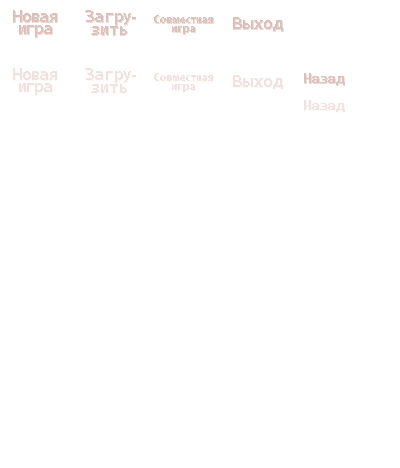 Новая
игра
Загру-
зить
Совместная
игра
Выход
Новая
игра
Загру-
зить
Совместная
игра
Выход
Назад
Назад